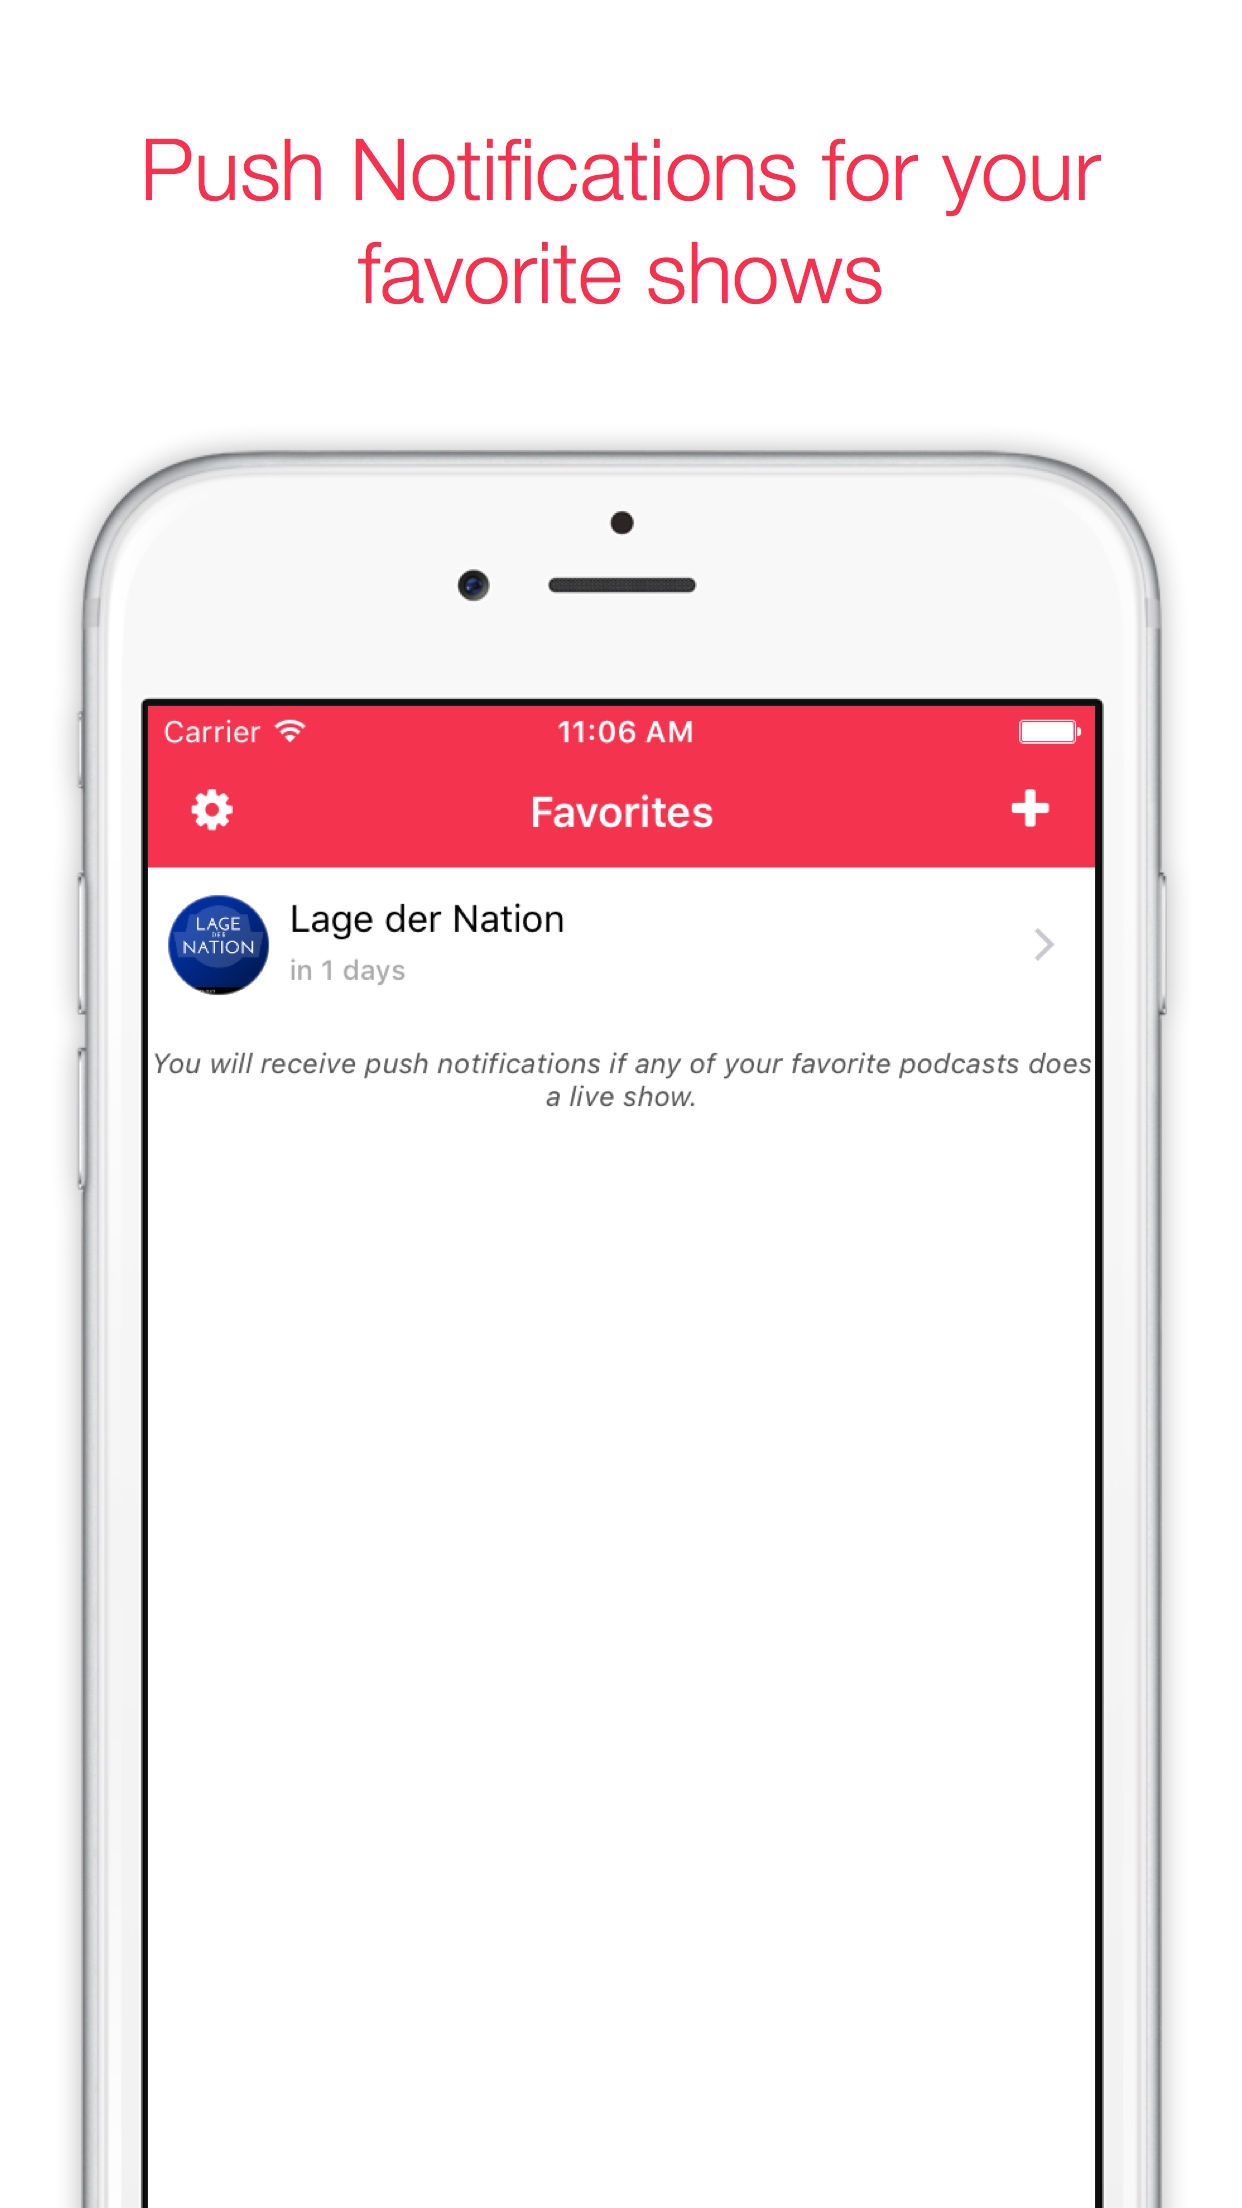 Push Notifications for your
favorite shows
Carrier
11:06 AM
Favorites
LAGE
DER
NATION
Lage der Nation
in 1 days
You will receive push notifications if any of your favorite podcasts does
a live show.